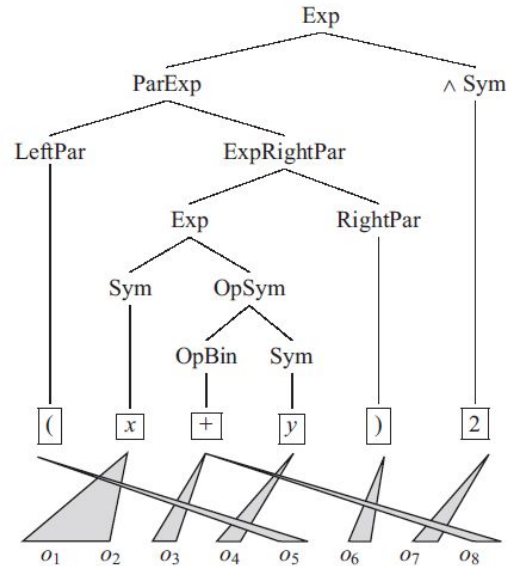 Exp
ParExp ∧ Sym
LeftPar ExpRightPar
Exp RightPar
Sym OpSym
OpBin Sym
( x + y ) 2
o1 o2 o3 o4 o5 o6 o7 o8